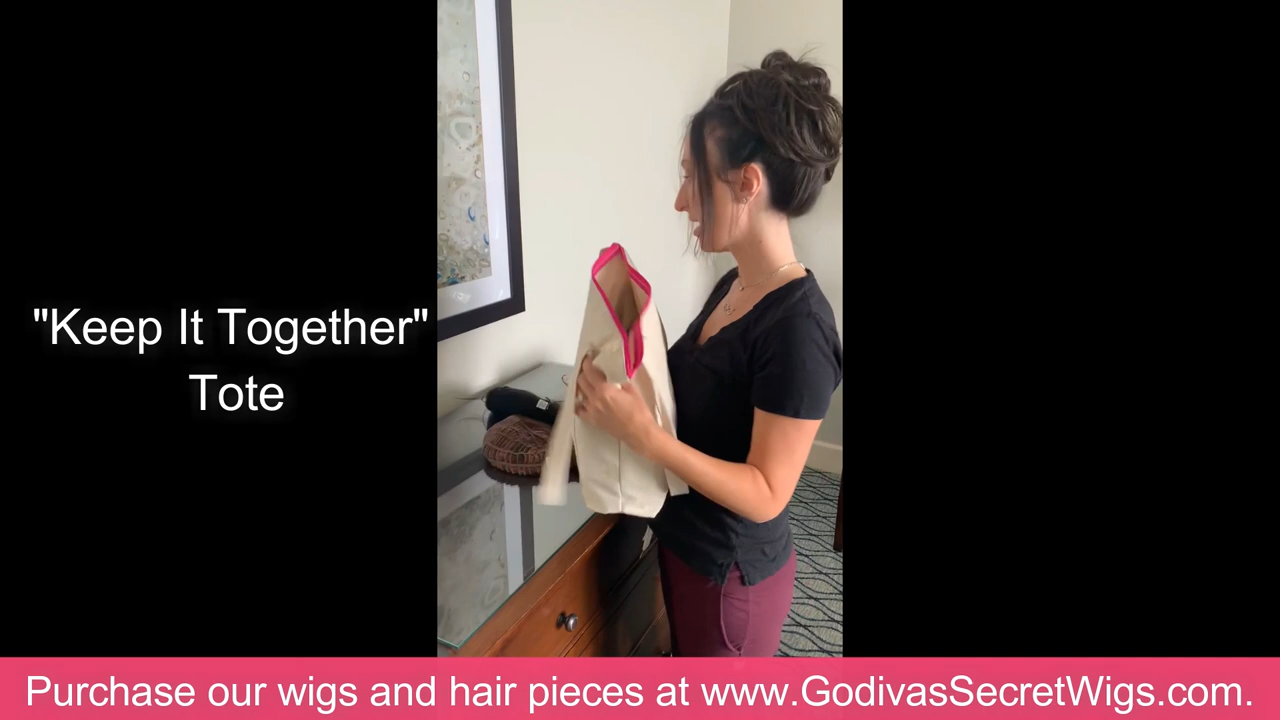 "Keep It Together"
Tote
Purchase our wigs and hair pieces at www.GodivasSecretWigs.com.